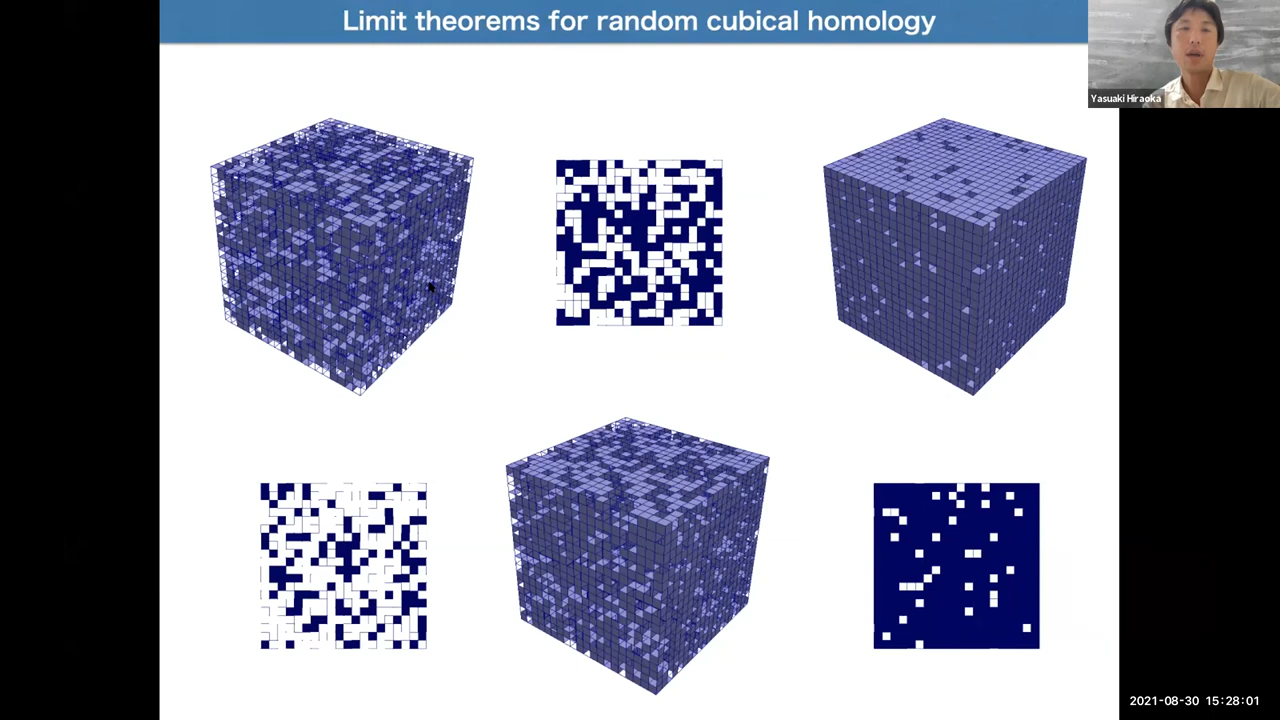 Limit theorems for random cubical homology
Yasuaki Hiraoka
2021-08-30 15:28:01